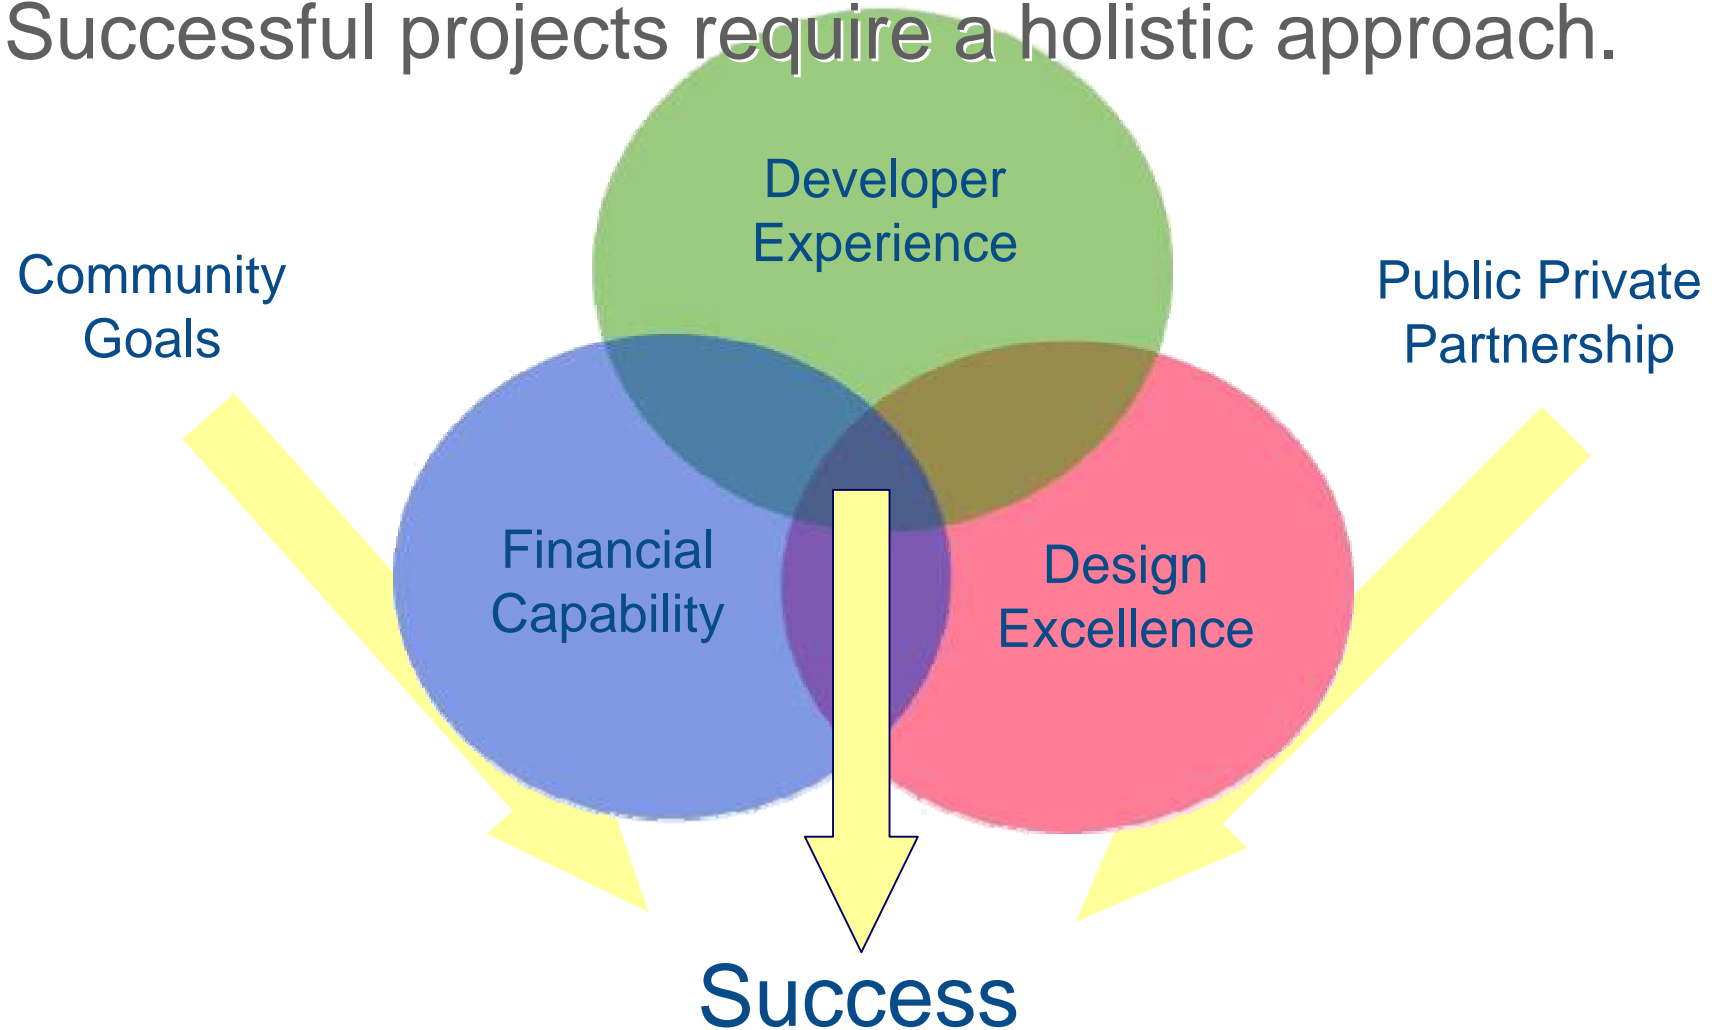 Successful projects require a holistic approach.
Developer
Experience
Community
Goals
Public Private
Partnership
Financial
Capability
Design
Excellence
Success